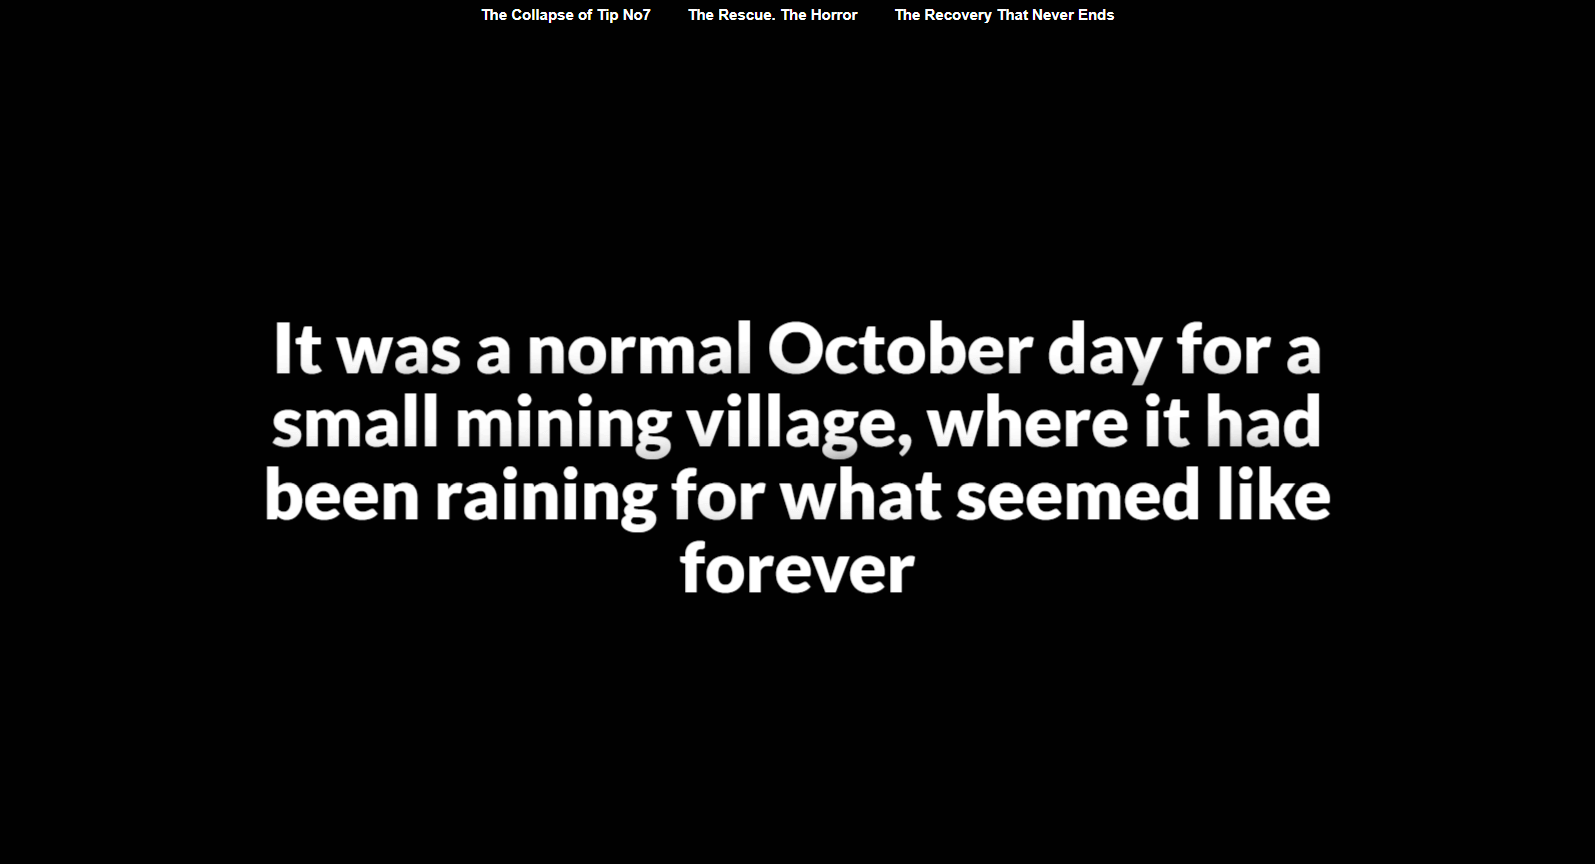 The Collapse of Tip No7 The Rescue. The Horror The Recovery That Never Ends
It was a normal October day for a
small mining village, where it had
been raining for what seemed like
forever